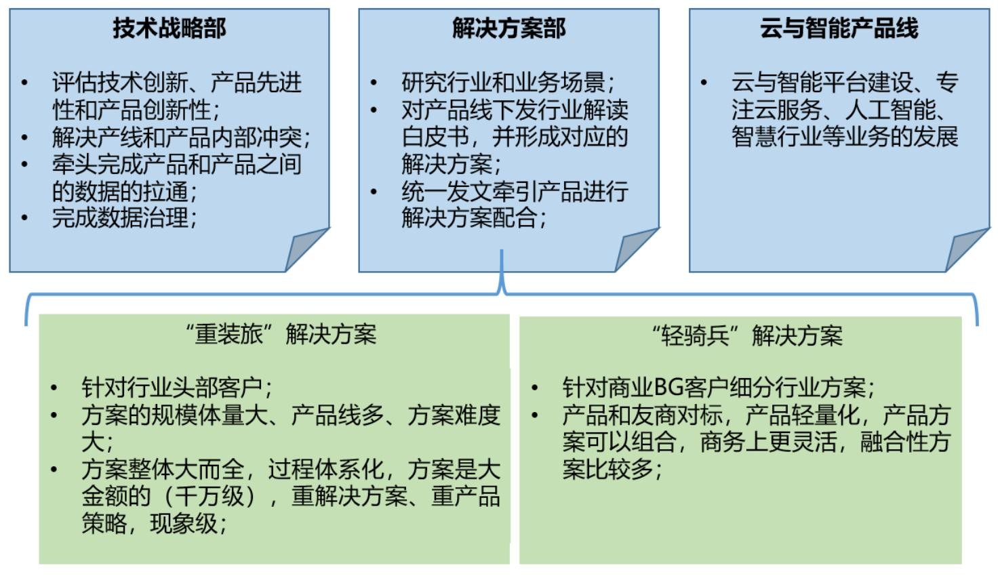 技术战略部
• 评估技术创新、产品先进
性和产品创新性；
• 解决产线和产品内部冲突；
• 牵头完成产品和产品之间
的数据的拉通；
• 完成数据治理；
解决方案部
• 研究行业和业务场景；
• 对产品线下发行业解读
白皮书，并形成对应的
解决方案；
• 统一发文牵引产品进行
解决方案配合；
云与智能产品线
• 云与智能平台建设、专
注云服务、人工智能、
智慧行业等业务的发展
“重装旅”解决方案
• 针对行业头部客户；
• 方案的规模体量大、产品线多、方案难度
大；
• 方案整体大而全，过程体系化，方案是大
金额的（千万级），重解决方案、重产品
策略，现象级；
“轻骑兵”解决方案
• 针对商业BG客户细分行业方案；
• 产品和友商对标，产品轻量化，产品方
案可以组合，商务上更灵活，融合性方
案比较多；